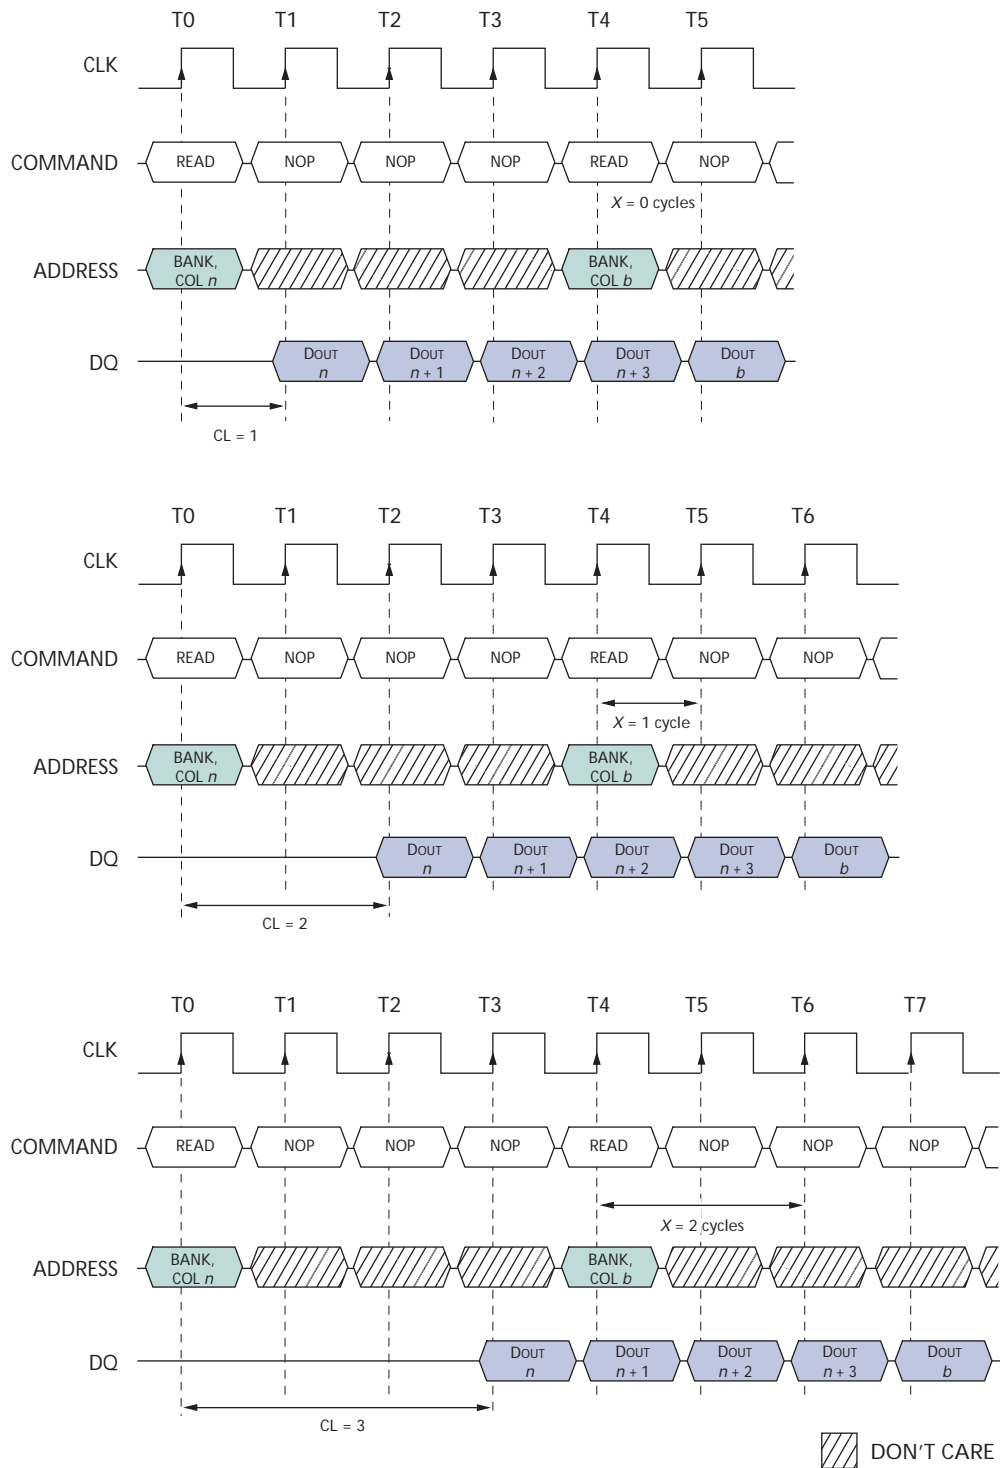 T0 T1 T2 T3 T4 T5
CLK
COMMAND READ NOP NOP NOP READ NOP
X = 0 cycles
ADDRESS BANK, COL n BANK, COL b
DQ DOUT n DOUT n + 1 DOUT n + 2 DOUT n + 3 DOUT b
CL = 1
T0 T1 T2 T3 T4 T5 T6
CLK
COMMAND READ NOP NOP NOP READ NOP NOP
X = 1 cycle
ADDRESS BANK, COL n BANK, COL b
DQ DOUT n DOUT n + 1 DOUT n + 2 DOUT n + 3 DOUT b
CL = 2
T0 T1 T2 T3 T4 T5 T6 T7
CLK
COMMAND READ NOP NOP NOP READ NOP NOP NOP
X = 2 cycles
ADDRESS BANK, COL n BANK, COL b
DQ DOUT n DOUT n + 1 DOUT n + 2 DOUT n + 3 DOUT b
CL = 3
DON'T CARE